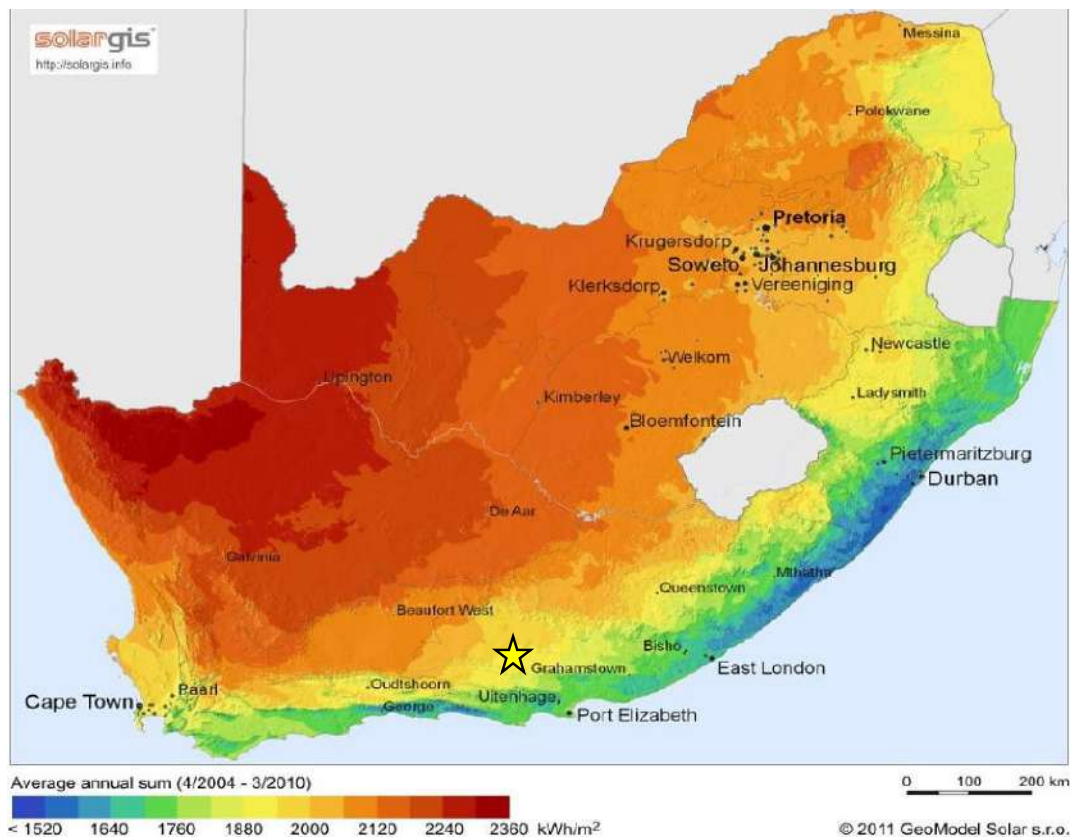 solargis
http://solargis.info
Messina
Polokwane
Pretoria
Krugersdorp
Soweto
Johannesburg
Klerksdorp
Vereeniging
Newcastle
Welkom
Upington
Kimberley
Ladysmith
Bloemfontein
Pietermaritzburg
Durban
De Aar
Calvinia
Mthatha
Queenstown
Beaufort West
Bisho
Grahamstown
East London
Oudtshoorn
Paarl
Uitenhage
Cape Town
George
Port Elizabeth
Average annual sum (4/2004 - 3/2010)
0 100 200 km
< 1520 1640 1760 1880 2000 2120 2240 2360 kWh/m²
© 2011 GeoModel Solar s.r.o.